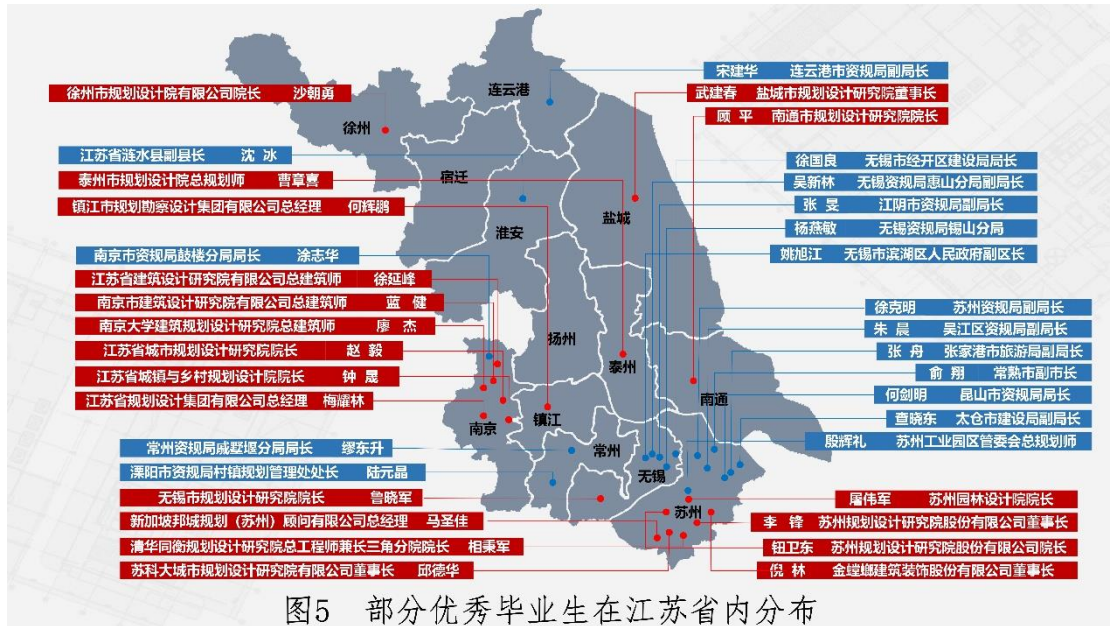 宋建华 连云港市资规局副局长
武建春 盐城市规划设计研究院董事长
顾 平 南通市规划设计研究院院长
徐州市规划设计院有限公司院长 沙朝勇
江苏省涟水县副县长 沈 冰
泰州市规划设计院总规划师 曹章喜
镇江市规划勘察设计集团有限公司总经理 何辉鹏
徐国良 无锡市经开区建设局局长
吴新林 无锡资规局惠山分局副局长
张 旻 江阴市资规局副局长
杨燕敏 无锡资规局锡山分局
姚旭江 无锡市滨湖区人民政府副区长
南京市资规局鼓楼分局局长 涂志华
江苏省建筑设计研究院有限公司总建筑师 徐延峰
南京市建筑设计研究院有限公司总建筑师 蓝 健
南京大学建筑规划设计研究院总建筑师 廖 杰
江苏省城市规划设计研究院院长 赵 毅
江苏省城镇与乡村规划设计院院长 钟 晟
江苏省规划设计集团有限公司总经理 梅耀林
徐克明 苏州资规局副局长
朱 晨 吴江区资规局副局长
张 舟 张家港市旅游局副局长
俞 翔 常熟市副市长
何剑明 昆山市资规局局长
查晓东 太仓市建设局副局长
殷辉礼 苏州工业园区管委会总规划师
常州资规局戚墅堰分局局长 缪东升
溧阳市资规局村镇规划管理处处长 陆元晶
无锡市规划设计研究院院长 鲁晓军
新加坡邦城规划（苏州）顾问有限公司总经理 马圣佳
清华同衡规划设计研究院总工程师兼长三角分院院长 相秉军
苏科大城市规划设计研究院有限公司董事长 邱德华
屠伟军 苏州园林设计院院长
李 锋 苏州规划设计研究院股份有限公司董事长
钮卫东 苏州规划设计研究院股份有限公司院长
倪 林 金螳螂建筑装饰股份有限公司董事长
连云港
徐州
宿迁
盐城
淮安
扬州
泰州
南通
镇江
南京
常州
无锡
苏州
图5 部分优秀毕业生在江苏省内分布